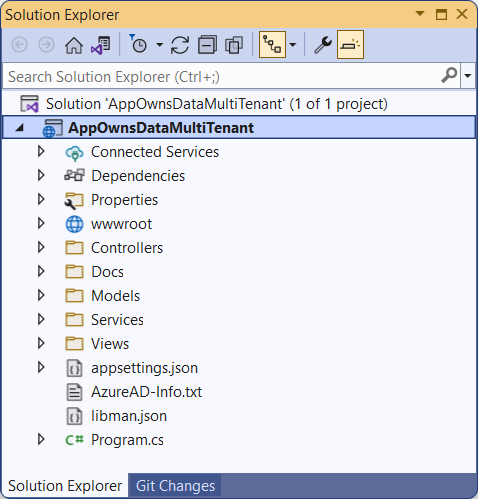 Solution Explorer
Search Solution Explorer (Ctrl+;)
Solution 'AppOwnsDataMultiTenant' (1 of 1 project)
AppOwnsDataMultiTenant
Connected Services
Dependencies
Properties
wwwroot
Controllers
Docs
Models
Services
Views
appsettings.json
AzureAD-Info.txt
libman.json
C# Program.cs
Solution Explorer Git Changes